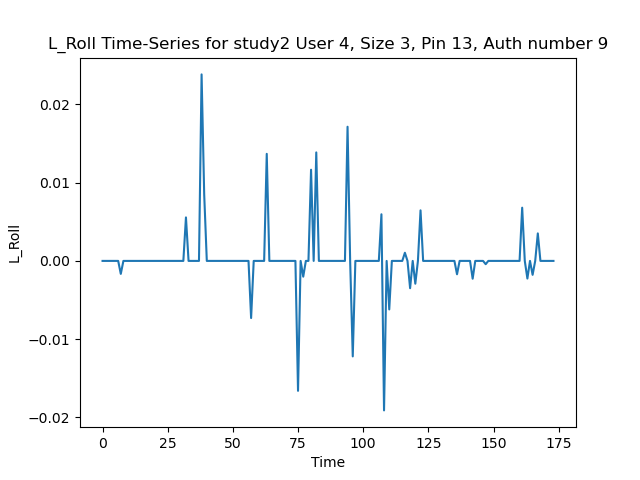 L_Roll Time-Series for study2 User 4, Size 3, Pin 13, Auth number 9
0.02
0.01
0.00
−0.01
−0.02
L_Roll
0 25 50 75 100 125 150 175
Time